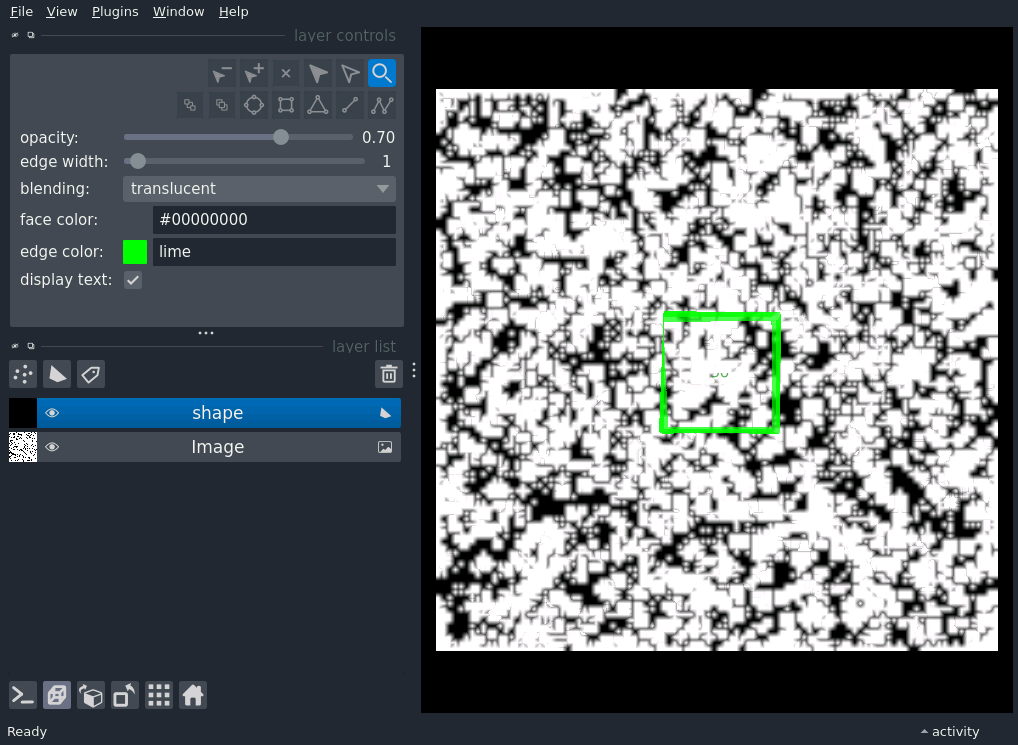 File View Plugins Window Help
layer controls
opacity: 0.70
edge width: 1
blending: translucent
face color: #00000000
edge color: lime
display text:
layer list
shape
Image
Ready
activity